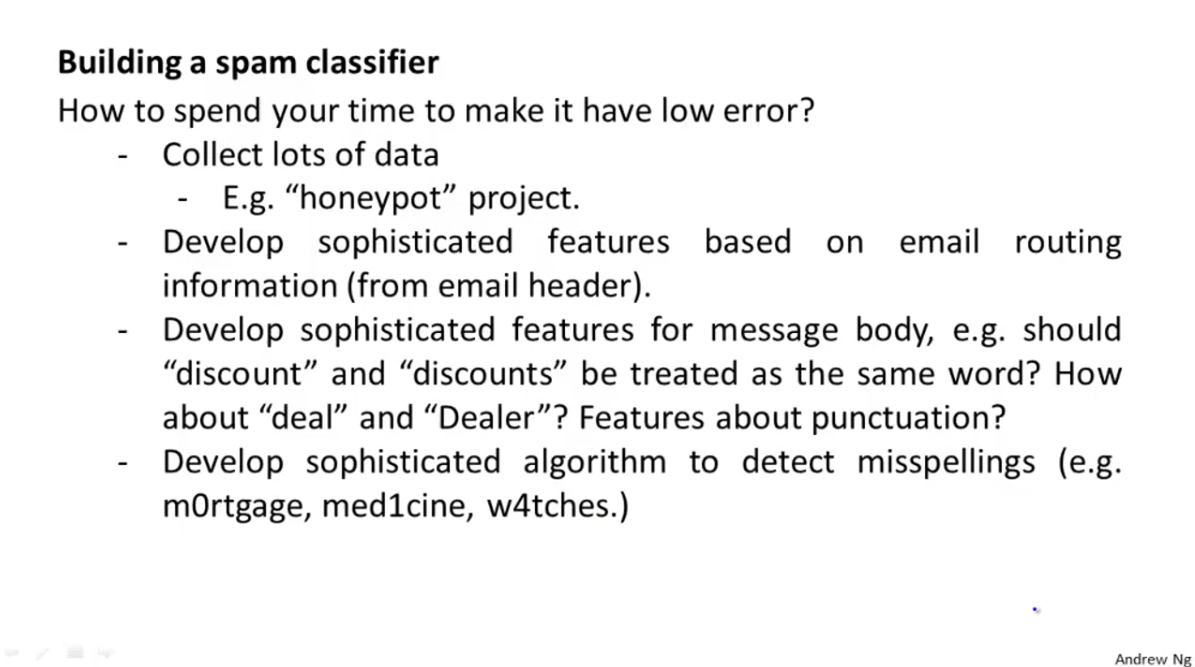 Building a spam classifier
How to spend your time to make it have low error?
- Collect lots of data
- E.g. “honeypot” project.
- Develop sophisticated features based on email routing
information (from email header).
- Develop sophisticated features for message body, e.g. should
“discount” and “discounts” be treated as the same word? How
about “deal” and “Dealer”? Features about punctuation?
- Develop sophisticated algorithm to detect misspellings (e.g.
m0rtgage, med1cine, w4tches.)
Andrew Ng